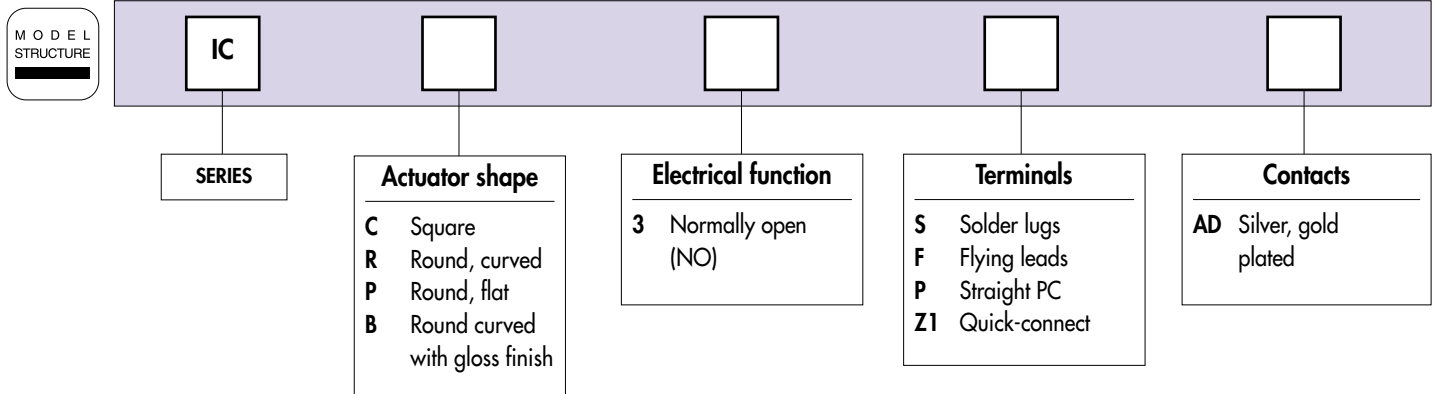 MODEL
STRUCTURE
IC
SERIES
Actuator shape
C Square
R Round, curved
P Round, flat
B Round curved
with gloss finish
Electrical function
3 Normally open
(NO)
Terminals
S Solder lugs
F Flying leads
P Straight PC
Z1 Quick-connect
Contacts
AD Silver, gold
plated